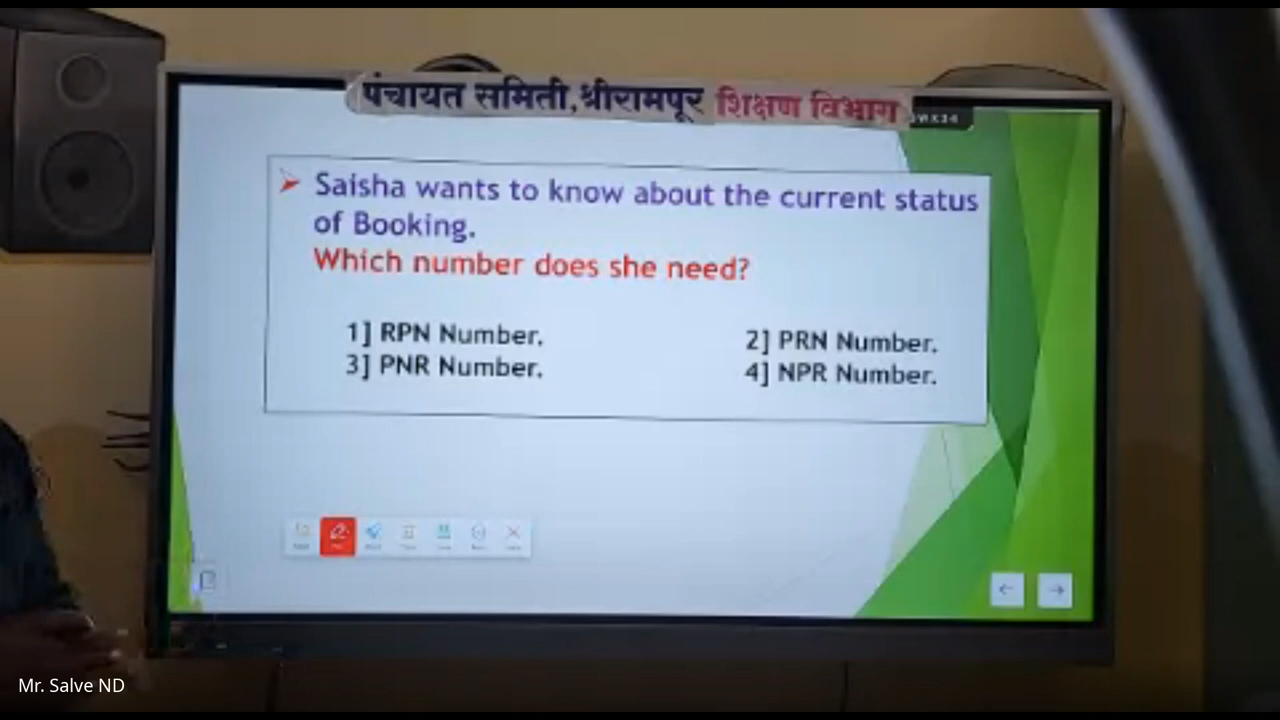 पंचायत समिती,श्रीरामपूर शिक्षण विभाग
Saisha wants to know about the current status
of Booking.
Which number does she need?
1] RPN Number.
2] PRN Number.
3] PNR Number.
4] NPR Number.
Mr. Salve ND